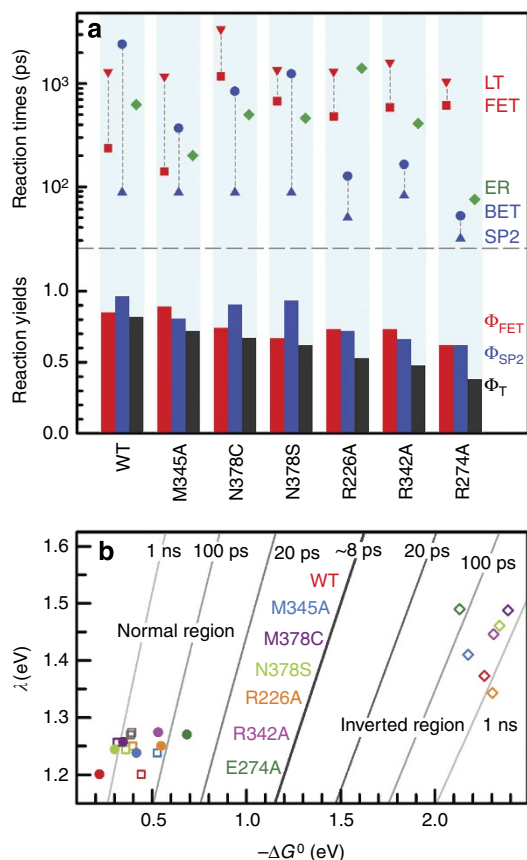 a
Reaction times (ps)
10³
10²
LT
FET
ER
BET
SP2
Reaction yields
1.0
0.5
0.0
Φ_FET
Φ_SP2
Φ_T
WT
M345A
N378C
N378S
R226A
R342A
R274A
b
λ (eV)
1.6
1.5
1.4
1.3
1.2
1 ns
100 ps
20 ps
~8 ps
20 ps
100 ps
1 ns
Normal region
Inverted region
WT
M345A
M378C
N378S
R226A
R342A
E274A
0.5
1.0
1.5
2.0
−ΔG⁰ (eV)